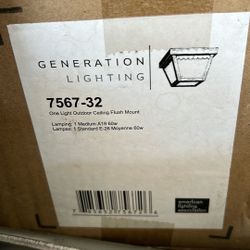 GENERATION
LIGHTING
7567-32
One Light Outdoor Ceiling Flush Mount
Lamping: 1 Medium A19 60w
Lampes: 1 Standard E-26 Moyenne 60w
american
lighting
association